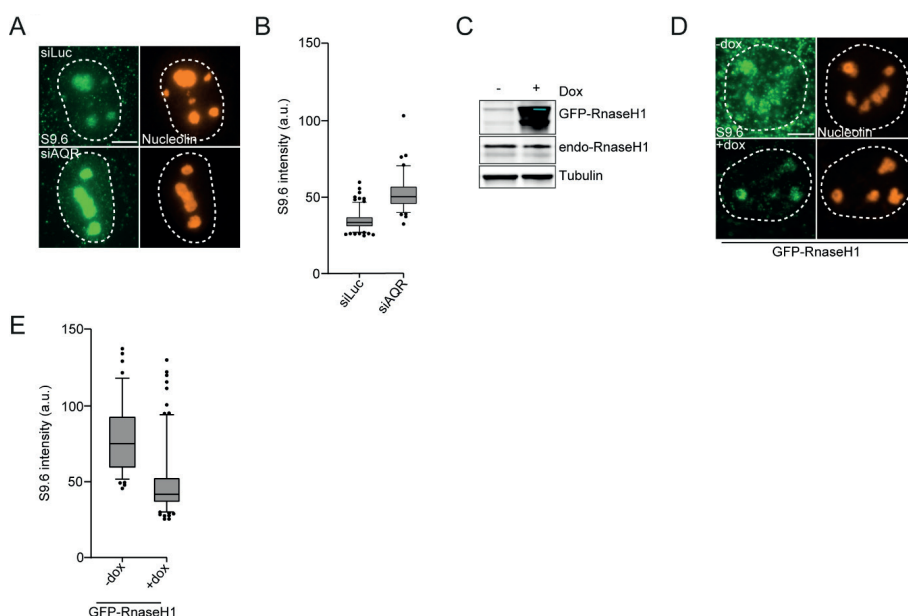 A
siLuc
S9.6
Nucleolin
siAQR
B
150
100
50
0
S9.6 intensity (a.u.)
siLuc
siAQR
C
- + Dox
GFP-RnaseH1
endo-RnaseH1
Tubulin
D
-dox
S9.6
Nucleolin
+dox
GFP-RnaseH1
E
150
100
50
0
S9.6 intensity (a.u.)
-dox
+dox
GFP-RnaseH1